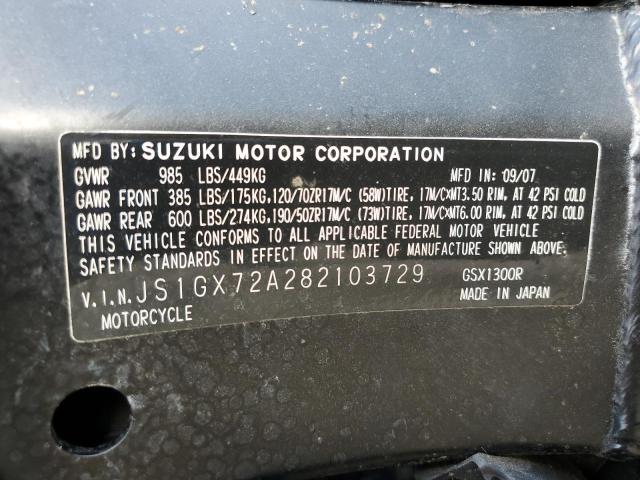 MFD BY: SUZUKI MOTOR CORPORATION
GVWR 985 LBS/449KG MFD IN: 09/07
GAWR FRONT 385 LBS/175KG,120/70ZR17M/C (58W)TIRE, 17M/CXMT3.50 RIM, AT 42 PSI COLD
GAWR REAR 600 LBS/274KG,190/50ZR17M/C (73W)TIRE, 17M/CXMT6.00 RIM, AT 42 PSI COLD
THIS VEHICLE CONFORMS TO ALL APPLICABLE FEDERAL MOTOR VEHICLE
SAFETY STANDARDS IN EFFECT ON THE DATE OF MANUFACTURE SHOWN ABOVE.
V.I.N. JS1GX72A282103729 GSX1300R
MOTORCYCLE MADE IN JAPAN